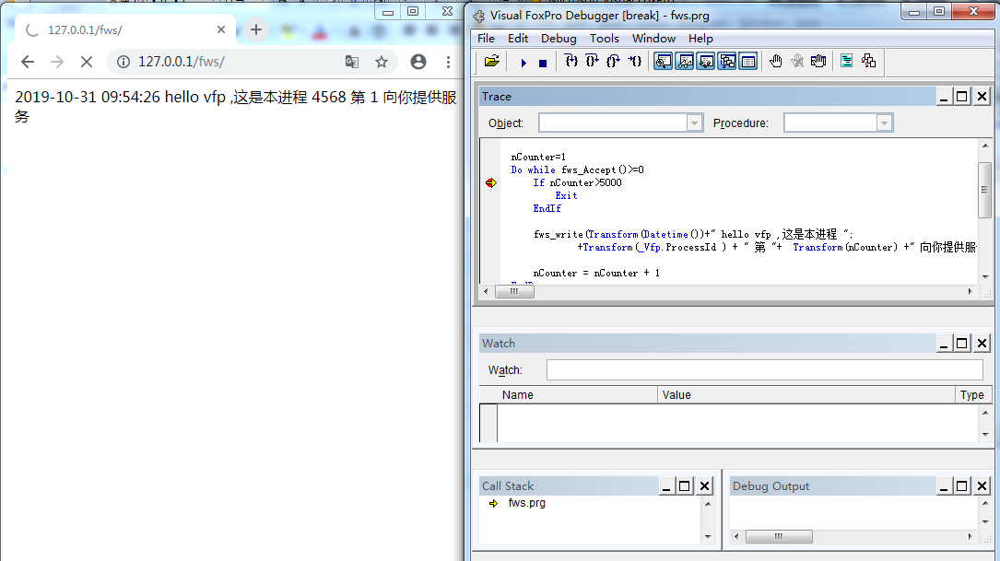 127.0.0.1/fws/
127.0.0.1/fws/
2019-10-31 09:54:26 hello vfp ,这是本进程 4568 第 1 向你提供服
务
Visual FoxPro Debugger [break] - fws.prg
File Edit Debug Tools Window Help
Trace
Object: Procedure:
nCounter=1
Do while fws_Accept()>=0
If nCounter>5000
Exit
EndIf
fws_write(Transform(Datetime())+" hello vfp ,这是本进程 ";
+Transform(_Vfp.ProcessId ) + " 第 "+ Transform(nCounter) +" 向你提供服
nCounter = nCounter + 1
Watch
Watch:
Name Value Type
Call Stack
fws.prg
Debug Output